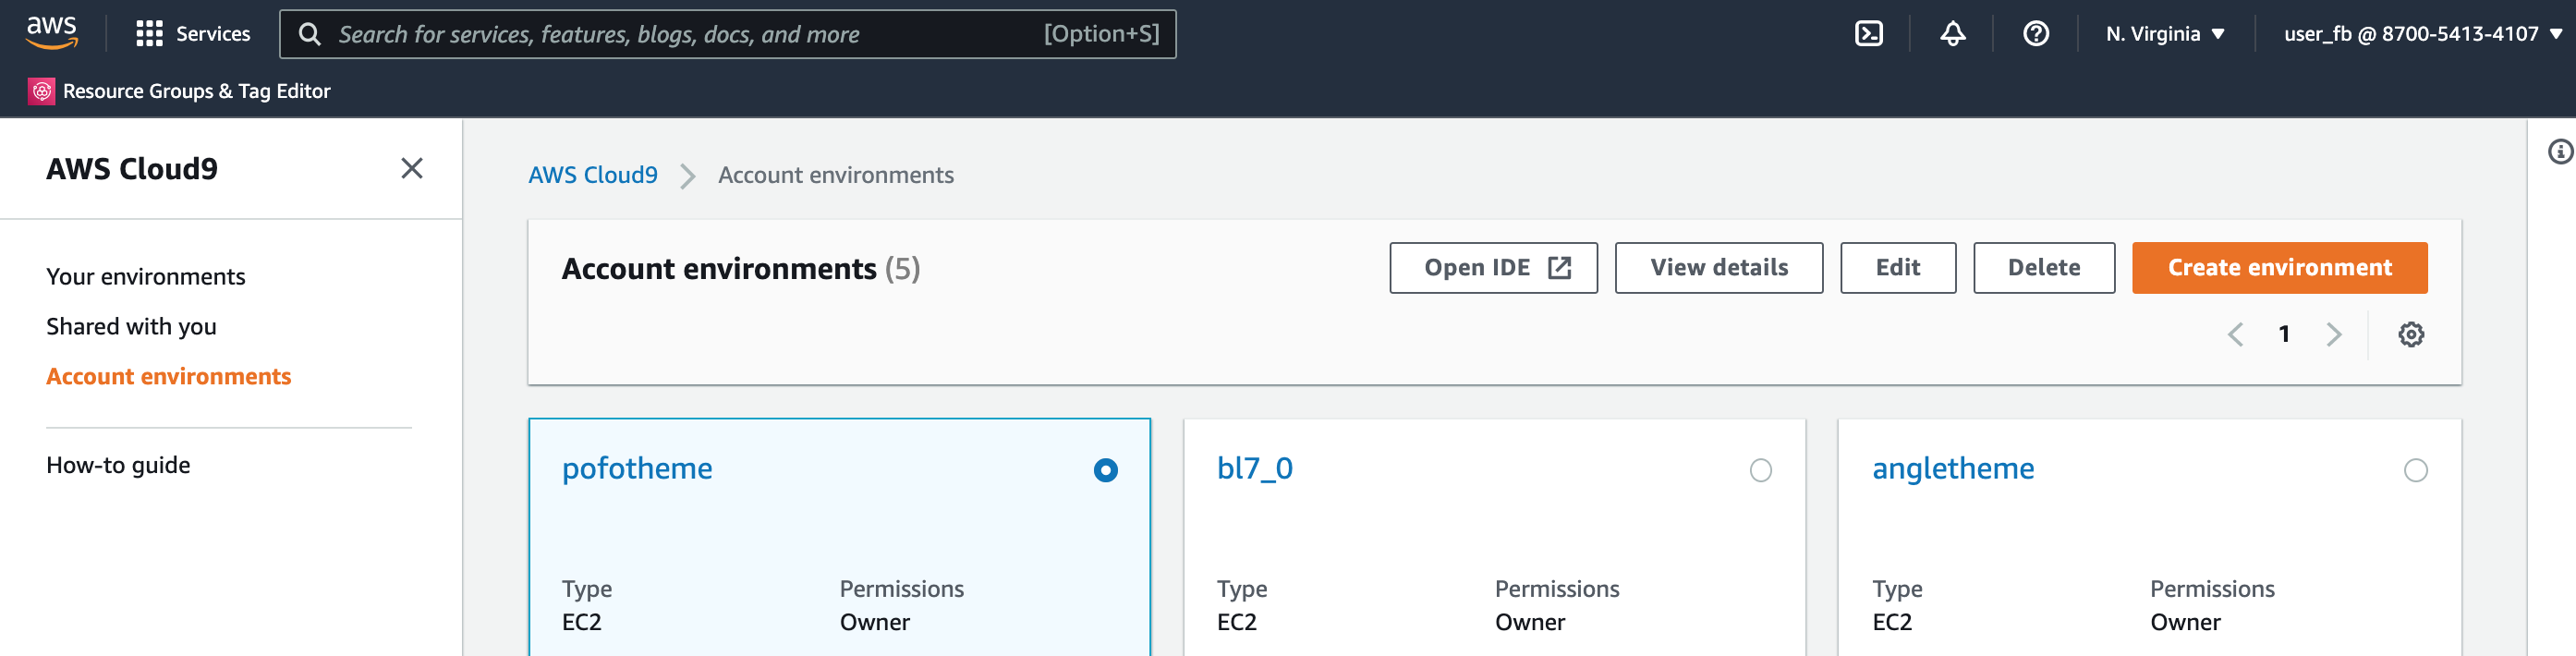 aws
Services
Search for services, features, blogs, docs, and more
[Option+S]
N. Virginia
user_fb @ 8700-5413-4107
Resource Groups & Tag Editor
AWS Cloud9
Your environments
Shared with you
Account environments
How-to guide
AWS Cloud9 > Account environments
Account environments (5)
Open IDE
View details
Edit
Delete
Create environment
1
pofotheme
Type
EC2
Permissions
Owner
bl7_0
Type
EC2
Permissions
Owner
angletheme
Type
EC2
Permissions
Owner